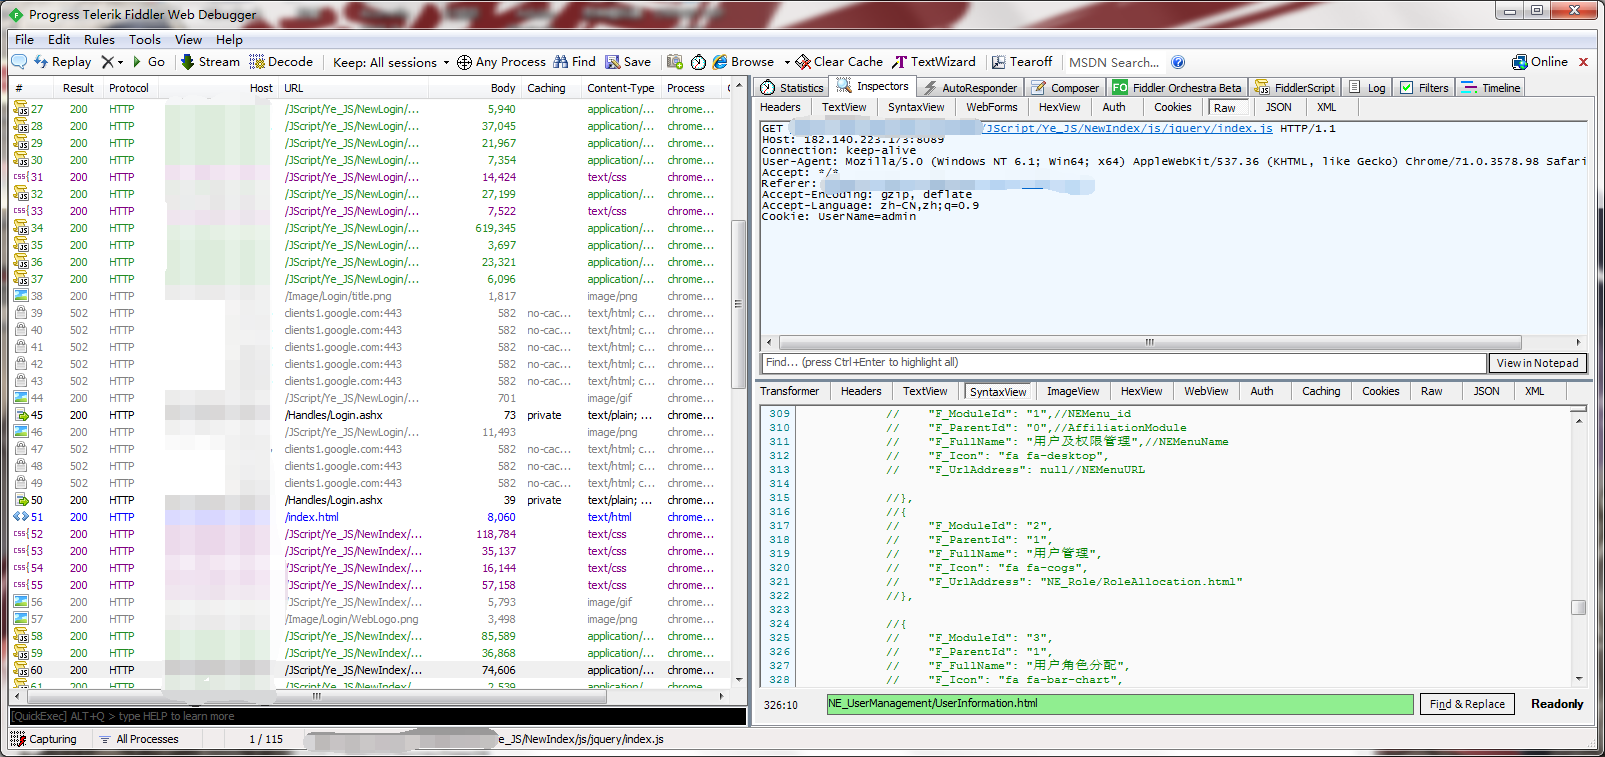 Progress Telerik Fiddler Web Debugger
File Edit Rules Tools View Help
Replay Go Stream Decode Keep: All sessions Any Process Find Save Browse Clear Cache TextWizard Tearoff MSDN Search... Online
# Result Protocol Host URL Body Caching Content-Type Process
27 200 HTTP /JScript/Ye_JS/NewLogin/... 5,940 application/... chrome...
28 200 HTTP /JScript/Ye_JS/NewLogin/... 37,045 application/... chrome...
29 200 HTTP /JScript/Ye_JS/NewLogin/... 21,967 application/... chrome...
30 200 HTTP /JScript/Ye_JS/NewLogin/... 7,354 application/... chrome...
31 200 HTTP /JScript/Ye_JS/NewLogin/... 14,424 text/css chrome...
32 200 HTTP /JScript/Ye_JS/NewLogin/... 27,199 application/... chrome...
33 200 HTTP /JScript/Ye_JS/NewLogin/... 7,522 text/css chrome...
34 200 HTTP /JScript/Ye_JS/NewLogin/... 619,345 application/... chrome...
35 200 HTTP /JScript/Ye_JS/NewLogin/... 3,697 application/... chrome...
36 200 HTTP /JScript/Ye_JS/NewLogin/... 23,321 application/... chrome...
37 200 HTTP /JScript/Ye_JS/NewLogin/... 6,096 application/... chrome...
38 200 HTTP /Image/Login/title.png 1,817 image/png chrome...
39 502 HTTP clients1.google.com:443 582 no-cac... text/html; c... chrome...
40 502 HTTP clients1.google.com:443 582 no-cac... text/html; c... chrome...
41 502 HTTP clients1.google.com:443 582 no-cac... text/html; c... chrome...
42 502 HTTP clients1.google.com:443 582 no-cac... text/html; c... chrome...
43 502 HTTP clients1.google.com:443 582 no-cac... text/html; c... chrome...
44 200 HTTP /JScript/Ye_JS/NewLogin/... 701 image/gif chrome...
45 200 HTTP /Handles/Login.ashx 73 private text/plain; ... chrome...
46 200 HTTP /JScript/Ye_JS/NewLogin/... 11,493 image/png chrome...
47 502 HTTP clients1.google.com:443 582 no-cac... text/html; c... chrome...
48 502 HTTP clients1.google.com:443 582 no-cac... text/html; c... chrome...
49 502 HTTP clients1.google.com:443 582 no-cac... text/html; c... chrome...
50 200 HTTP /Handles/Login.ashx 39 private text/plain; ... chrome...
51 200 HTTP /index.html 8,060 text/html chrome...
52 200 HTTP /JScript/Ye_JS/NewIndex/... 118,784 text/css chrome...
53 200 HTTP /JScript/Ye_JS/NewIndex/... 35,137 text/css chrome...
54 200 HTTP /JScript/Ye_JS/NewIndex/... 16,144 text/css chrome...
55 200 HTTP /JScript/Ye_JS/NewIndex/... 57,158 text/css chrome...
56 200 HTTP /JScript/Ye_JS/NewIndex/... 5,793 image/gif chrome...
57 200 HTTP /Image/Login/WebLogo.png 3,498 image/png chrome...
58 200 HTTP /JScript/Ye_JS/NewIndex/... 85,589 application/... chrome...
59 200 HTTP /JScript/Ye_JS/NewIndex/... 36,868 application/... chrome...
60 200 HTTP /JScript/Ye_JS/NewIndex/... 74,606 application/... chrome...
61 200 HTTP /JScript/Ye_JS/NewIndex/... 2,539 application/... chrome...
[QuickExec] ALT+Q > type HELP to learn more
Capturing All Processes 1 / 115 e_JS/NewIndex/js/jquery/index.js
Statistics Inspectors AutoResponder Composer FO Fiddler Orchestra Beta FiddlerScript Log Filters Timeline
Headers TextView SyntaxView WebForms HexView Auth Cookies Raw JSON XML
GET /JScript/Ye_JS/NewIndex/js/jquery/index.js HTTP/1.1
Host: 182.140.223.173:8089
Connection: keep-alive
User-Agent: Mozilla/5.0 (Windows NT 6.1; Win64; x64) AppleWebKit/537.36 (KHTML, like Gecko) Chrome/71.0.3578.98 Safari
Accept: */*
Referer:
Accept-Encoding: gzip, deflate
Accept-Language: zh-CN,zh;q=0.9
Cookie: UserName=admin
Find... (press Ctrl+Enter to highlight all) View in Notepad
Transformer Headers TextView SyntaxView ImageView HexView WebView Auth Caching Cookies Raw JSON XML
309 // "F_ModuleId": "1",//NEMenu_id
310 // "F_ParentId": "0",//AffiliationModule
311 // "F_FullName": "用户及权限管理",//NEMenuName
312 // "F_Icon": "fa fa-desktop",
313 // "F_UrlAddress": null//NEMenuURL
314
315 //},
316 //{
317 // "F_ModuleId": "2",
318 // "F_ParentId": "1",
319 // "F_FullName": "用户管理",
320 // "F_Icon": "fa fa-cogs",
321 // "F_UrlAddress": "NE_Role/RoleAllocation.html"
322 //},
323
324 //{
325 // "F_ModuleId": "3",
326 // "F_ParentId": "1",
327 // "F_FullName": "用户角色分配",
328 // "F_Icon": "fa fa-bar-chart",
326:10 NE_UserManagement/UserInformation.html Find & Replace Readonly